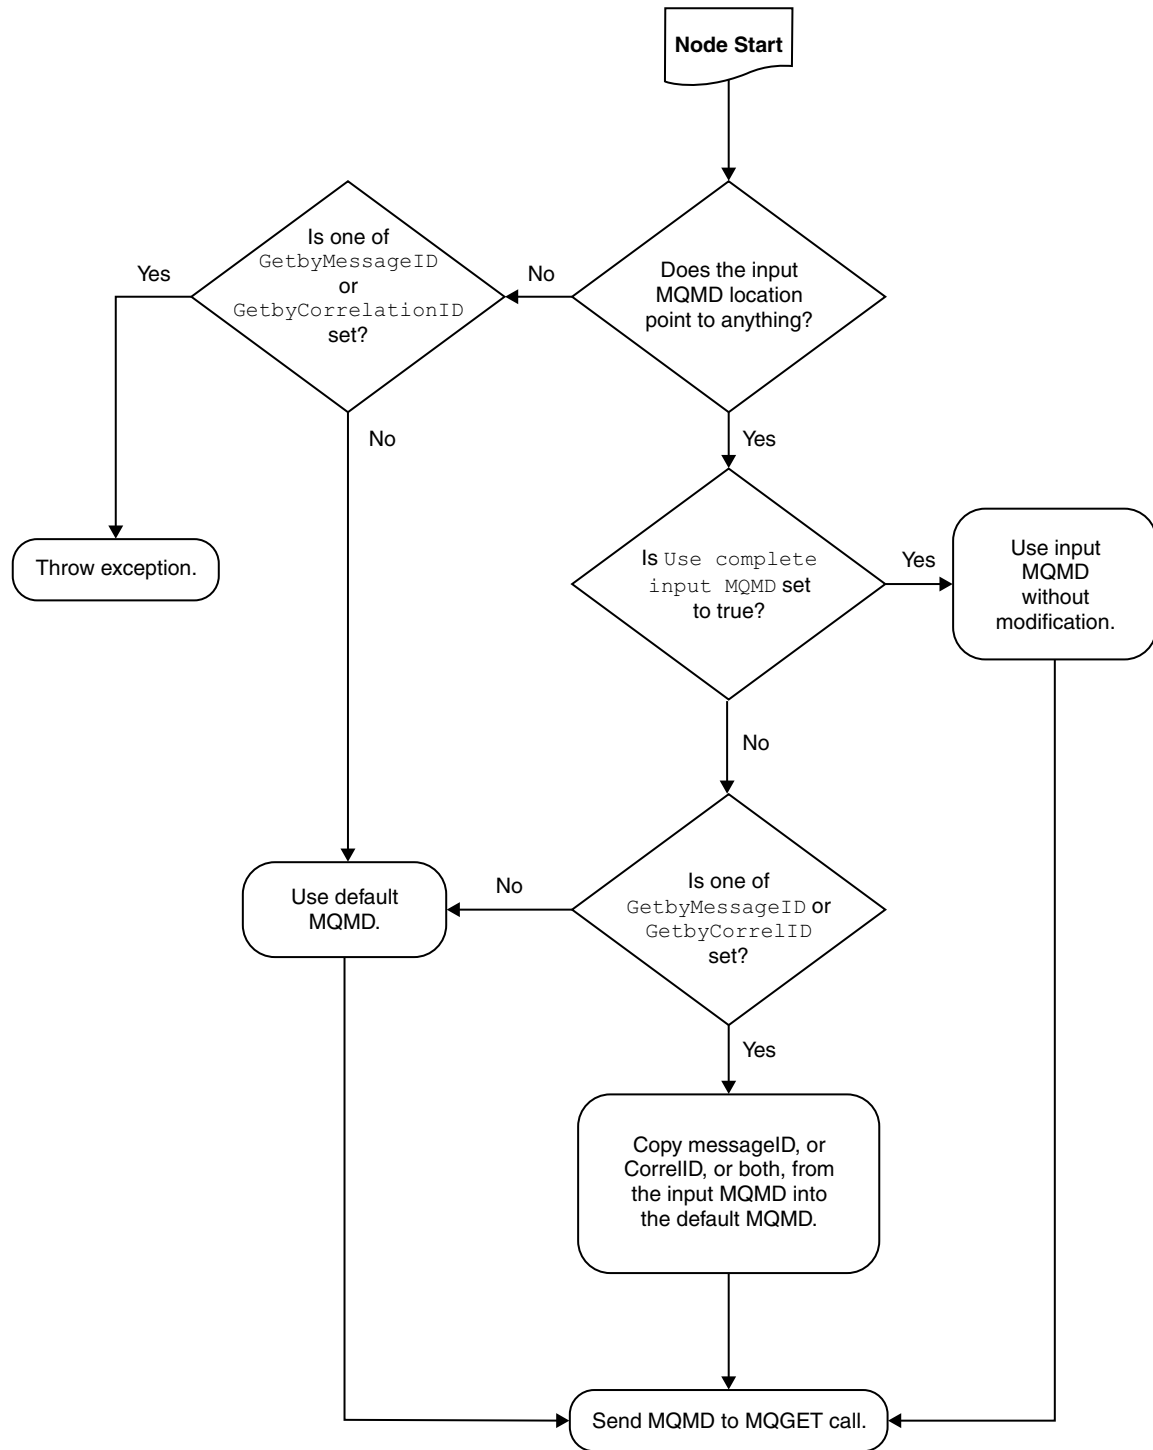 Node Start
Is one of
GetbyMessageID
or
GetbyCorrelationID
set?
Yes
No
Does the input
MQMD location
point to anything?
No
Yes
Throw exception.
Is Use complete
input MQMD set
to true?
Yes
Use input
MQMD
without
modification.
No
Use default
MQMD.
No
Is one of
GetbyMessageID or
GetbyCorrelID
set?
Yes
Copy messageID, or
CorrelID, or both, from
the input MQMD into
the default MQMD.
Send MQMD to MQGET call.